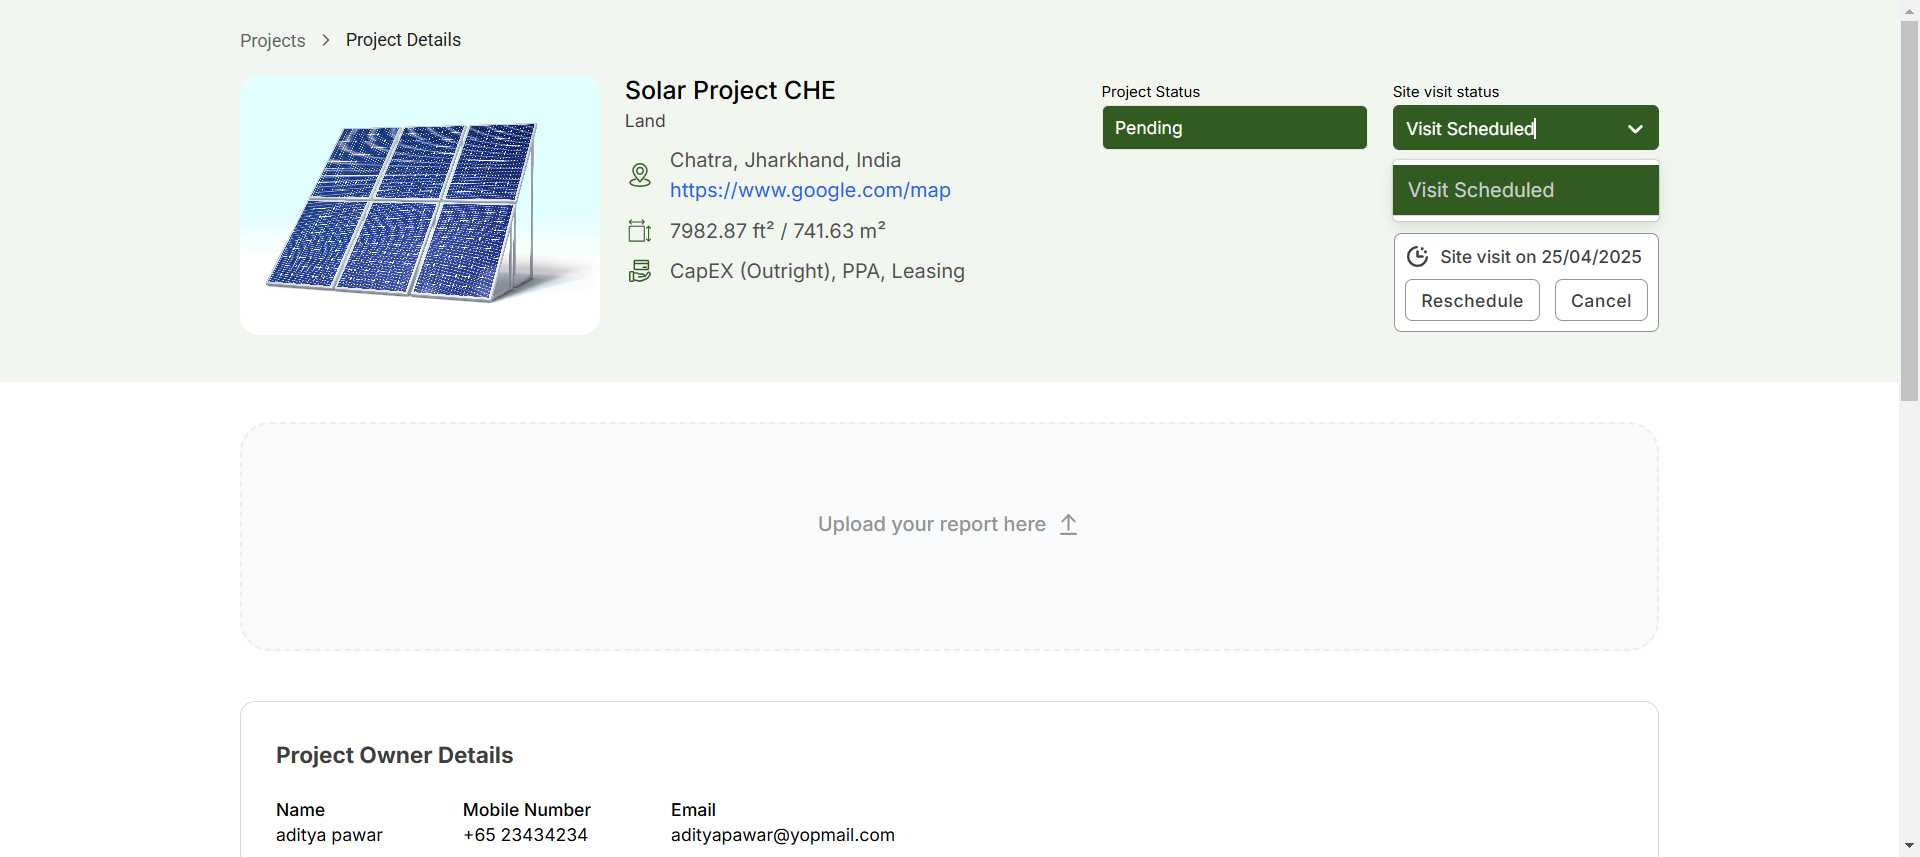 Projects > Project Details
Solar Project CHE
Land
Chatra, Jharkhand, India
https://www.google.com/map
7982.87 ft² / 741.63 m²
CapEX (Outright), PPA, Leasing
Project Status
Pending
Site visit status
Visit Scheduled
Visit Scheduled
Site visit on 25/04/2025
Reschedule
Cancel
Upload your report here
Project Owner Details
Name
aditya pawar
Mobile Number
+65 23434234
Email
adityapawar@yopmail.com